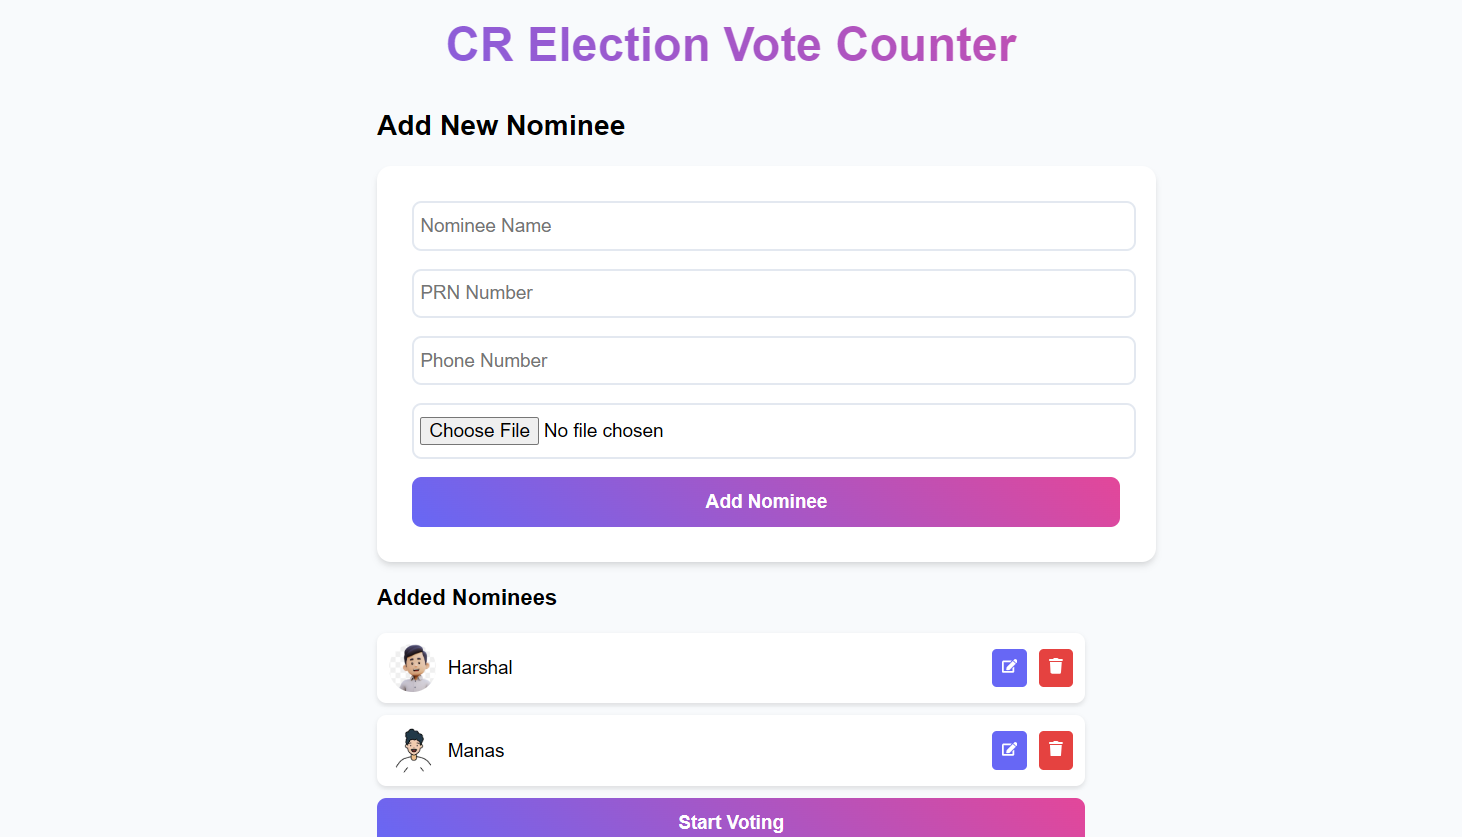 CR Election Vote Counter
Add New Nominee
Nominee Name
PRN Number
Phone Number
Choose File No file chosen
Add Nominee
Added Nominees
Harshal
Manas
Start Voting